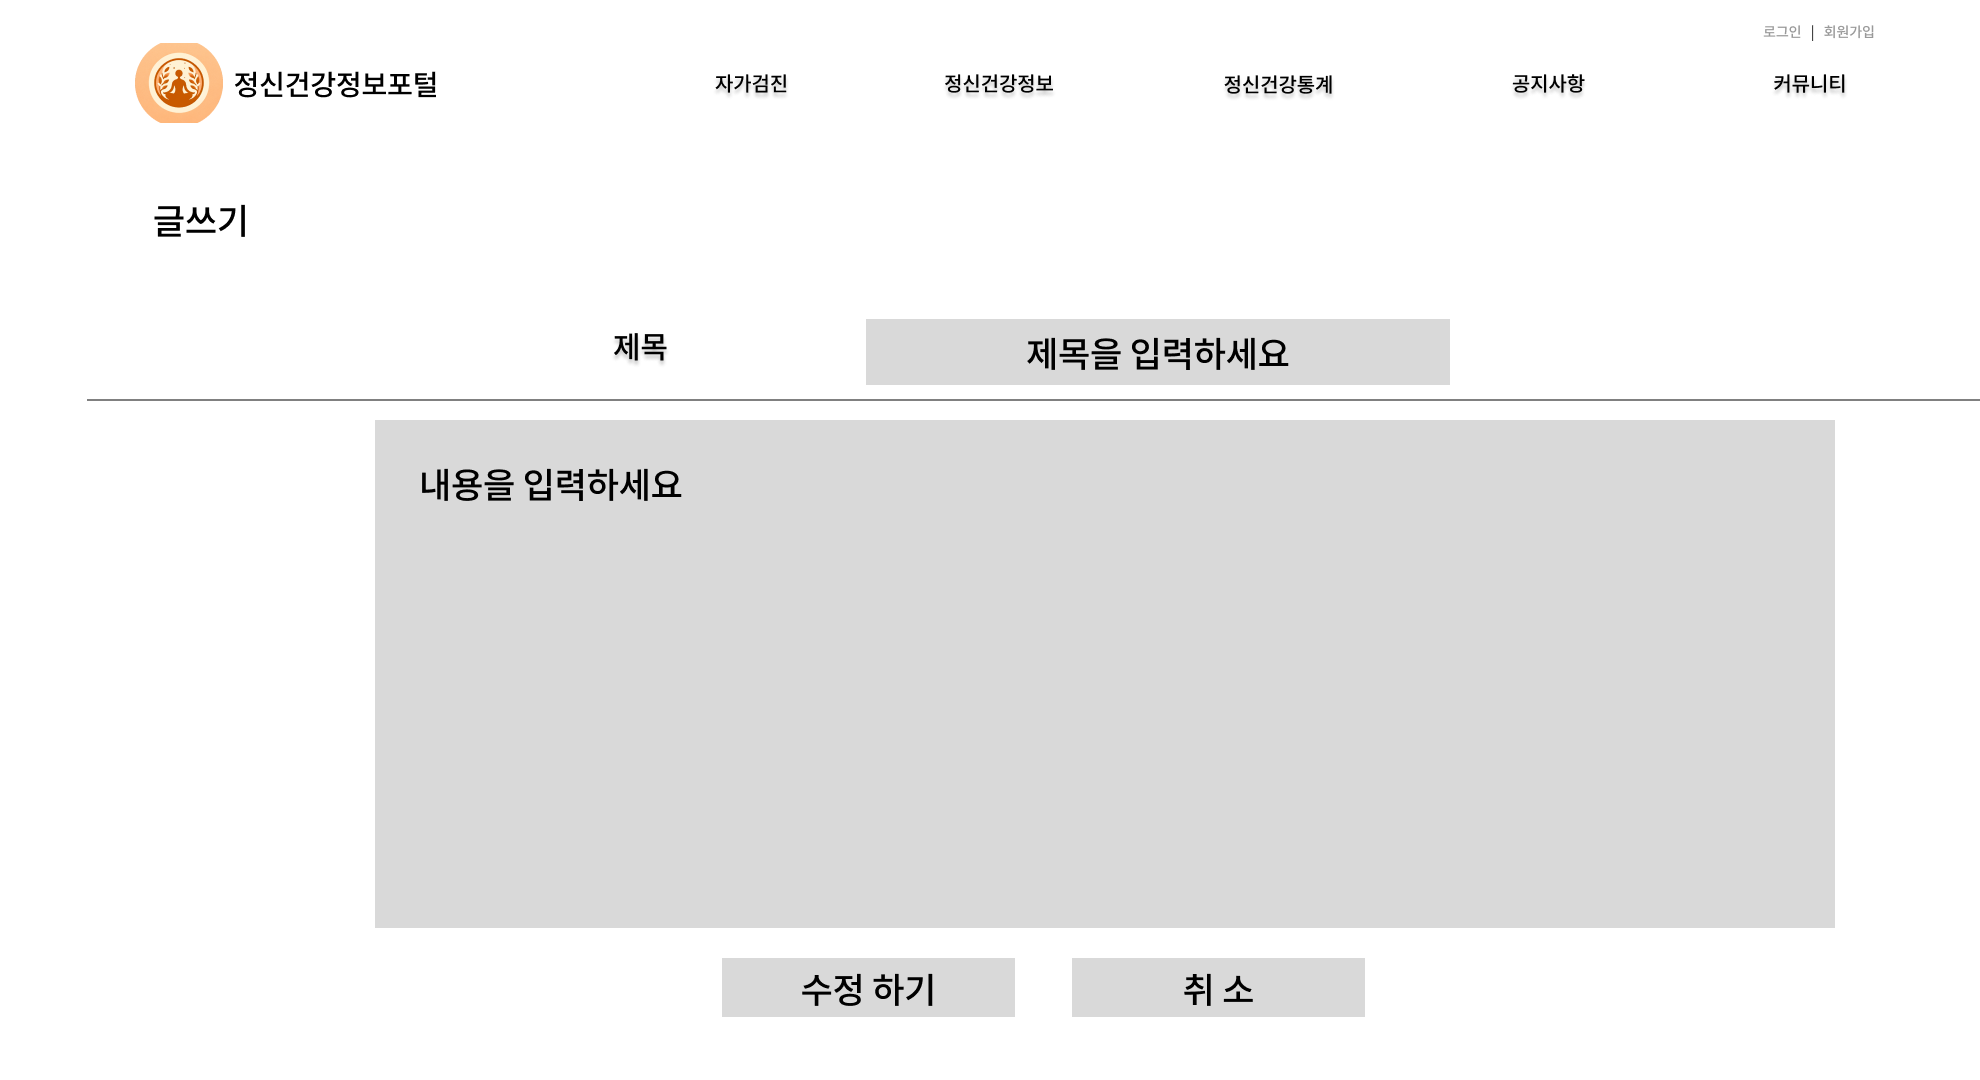 로그인 | 회원가입
정신건강정보포털
자가검진 정신건강정보 정신건강통계 공지사항 커뮤니티
글쓰기
제목 제목을 입력하세요
내용을 입력하세요
수정 하기 취 소